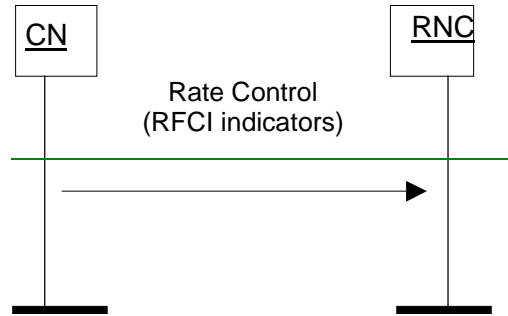 CN
RNC
Rate Control
(RFCI indicators)